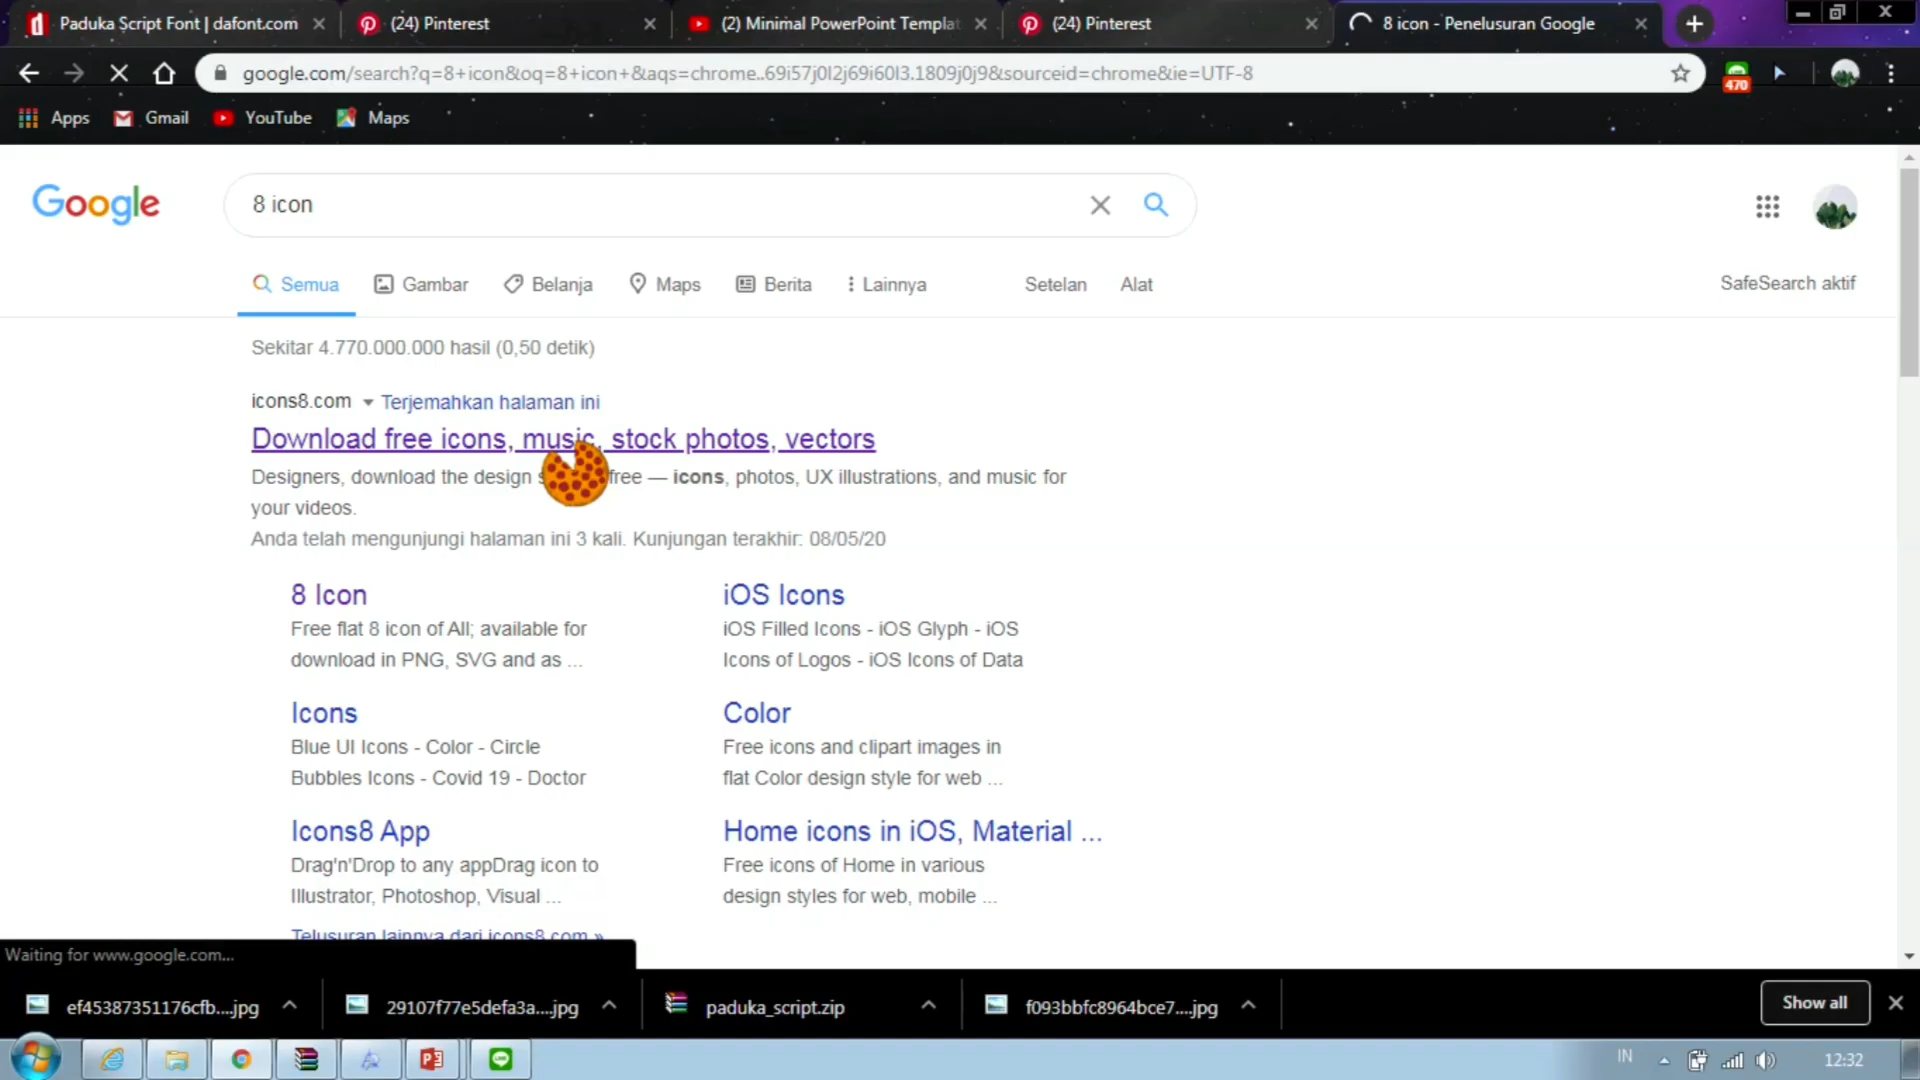 Paduka Script Font | dafont.com
(24) Pinterest
(2) Minimal PowerPoint Templat
(24) Pinterest
8 icon - Penelusuran Google
google.com/search?q=8+icon&oq=8+icon+&aqs=chrome..69i57j0l2j69i60l3.1809j0j9&sourceid=chrome&ie=UTF-8
470
Apps
Gmail
YouTube
Maps
Google
8 icon
Semua
Gambar
Belanja
Maps
Berita
Lainnya
Setelan
Alat
SafeSearch aktif
Sekitar 4.770.000.000 hasil (0,50 detik)
icons8.com
Terjemahkan halaman ini
Download free icons, music, stock photos, vectors
Designers, download the design free — icons, photos, UX illustrations, and music for
your videos.
Anda telah mengunjungi halaman ini 3 kali. Kunjungan terakhir: 08/05/20
8 Icon
Free flat 8 icon of All; available for
download in PNG, SVG and as ...
iOS Icons
iOS Filled Icons - iOS Glyph - iOS
Icons of Logos - iOS Icons of Data
Icons
Blue UI Icons - Color - Circle
Bubbles Icons - Covid 19 - Doctor
Color
Free icons and clipart images in
flat Color design style for web ...
Icons8 App
Drag'n'Drop to any appDrag icon to
Illustrator, Photoshop, Visual ...
Home icons in iOS, Material ...
Free icons of Home in various
design styles for web, mobile ...
Telusuran lainnya dari icons8.com »
Waiting for www.google.com...
ef45387351176cfb....jpg
29107f77e5defa3a....jpg
paduka_script.zip
f093bbfc8964bce7....jpg
Show all
IN
12:32